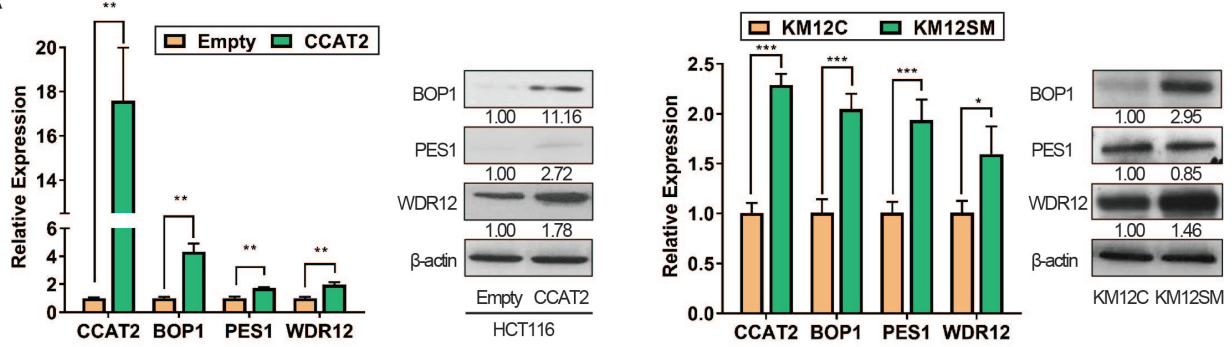 A
** Empty CCAT2
20
18
16
14
12
6
4
2
0
Relative Expression
** ** **
CCAT2 BOP1 PES1 WDR12
BOP1
1.00 11.16
PES1
1.00 2.72
WDR12
1.00 1.78
β-actin
Empty CCAT2
HCT116
KM12C KM12SM
2.5
2.0
1.5
1.0
0.5
0.0
Relative Expression
*** *** *** *
CCAT2 BOP1 PES1 WDR12
BOP1
1.00 2.95
PES1
1.00 0.85
WDR12
1.00 1.46
β-actin
KM12C KM12SM